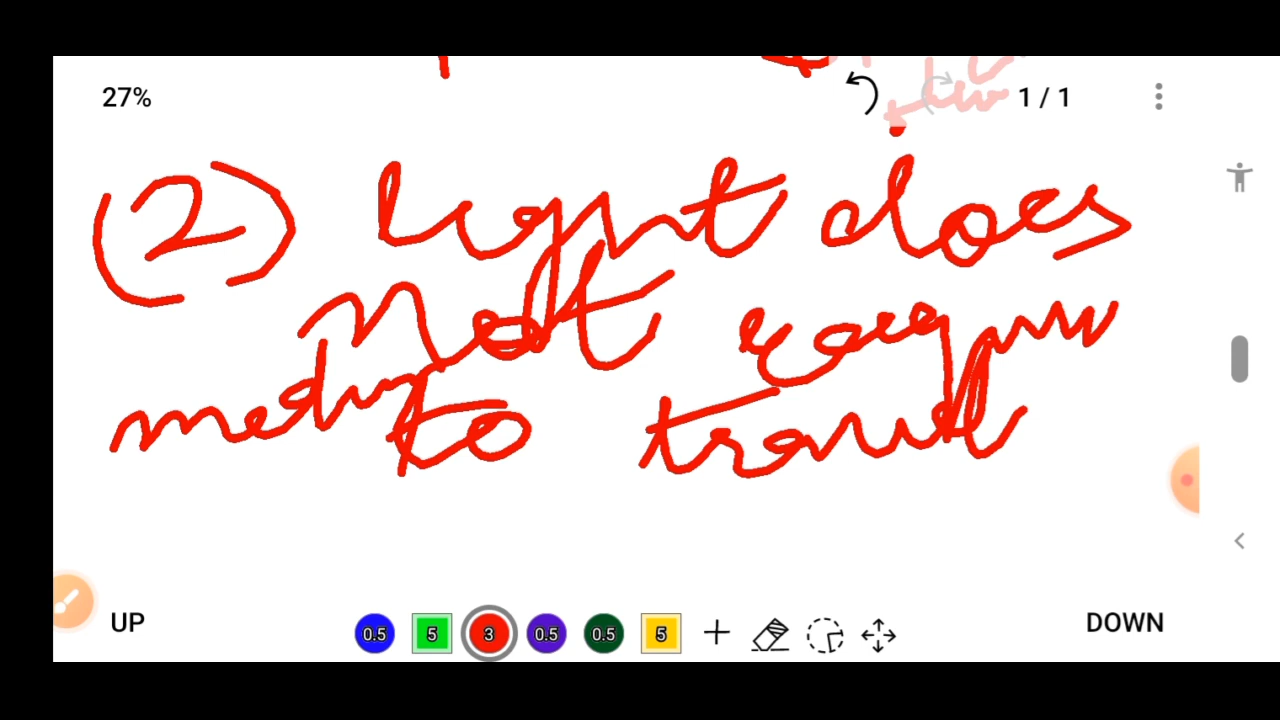 27%
1 / 1
(2) Light does
Not require
medium to travel
UP
DOWN
0.5
5
3
0.5
0.5
5